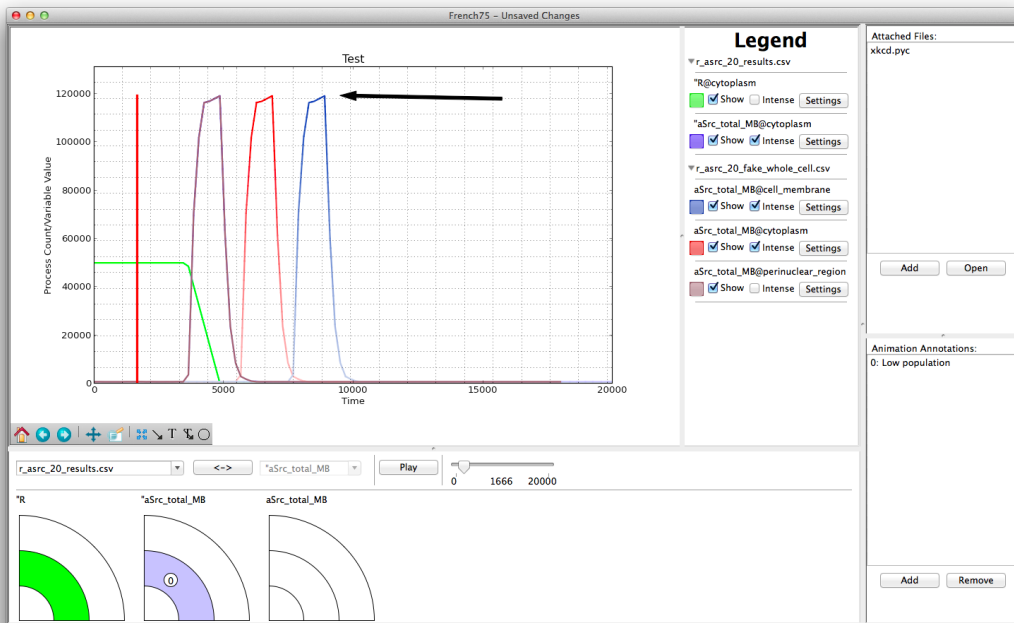 French75 – Unsaved Changes
Test
Process Count/Variable Value
120000
100000
80000
60000
40000
20000
0
0 5000 10000 15000 20000
Time
Legend
r_asrc_20_results.csv
"R@cytoplasm
Show Intense Settings
"aSrc_total_MB@cytoplasm
Show Intense Settings
r_asrc_20_fake_whole_cell.csv
aSrc_total_MB@cell_membrane
Show Intense Settings
aSrc_total_MB@cytoplasm
Show Intense Settings
aSrc_total_MB@perinuclear_region
Show Intense Settings
Attached Files:
xkcd.pyc
Add Open
Animation Annotations:
0: Low population
Add Remove
T T
r_asrc_20_results.csv <-> "aSrc_total_MB Play
0 1666 20000
"R "aSrc_total_MB aSrc_total_MB
0